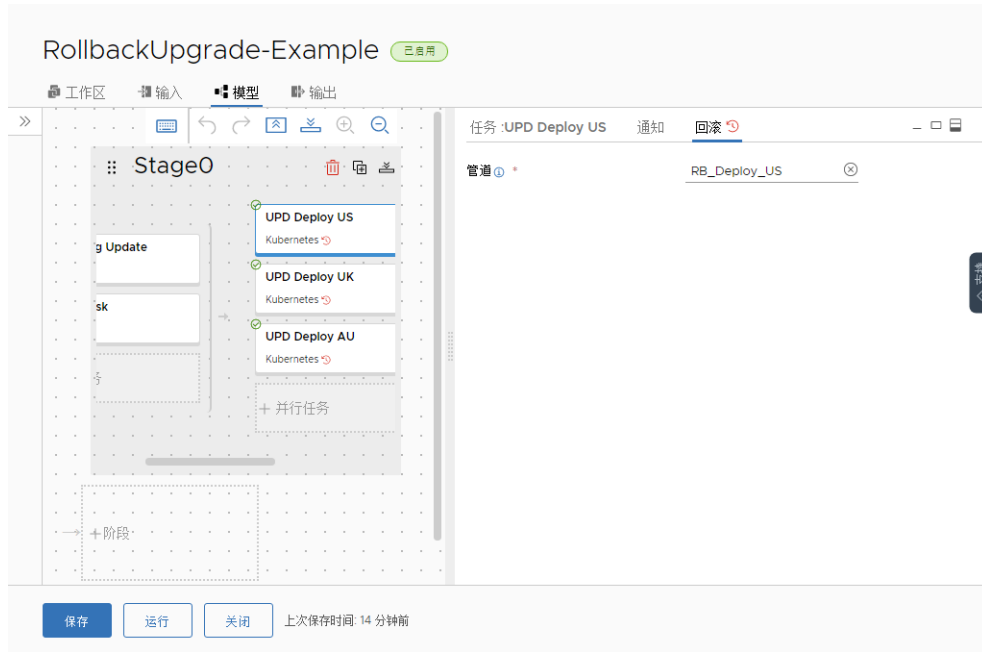 RollbackUpgrade-Example 已启用
工作区 输入 模型 输出
任务 :UPD Deploy US 通知 回滚
Stage0
管道 * RB_Deploy_US
UPD Deploy US
Kubernetes
g Update
UPD Deploy UK
Kubernetes
sk
UPD Deploy AU
Kubernetes
务
+ 并行任务
+ 阶段
支持
保存 运行 关闭 上次保存时间: 14 分钟前